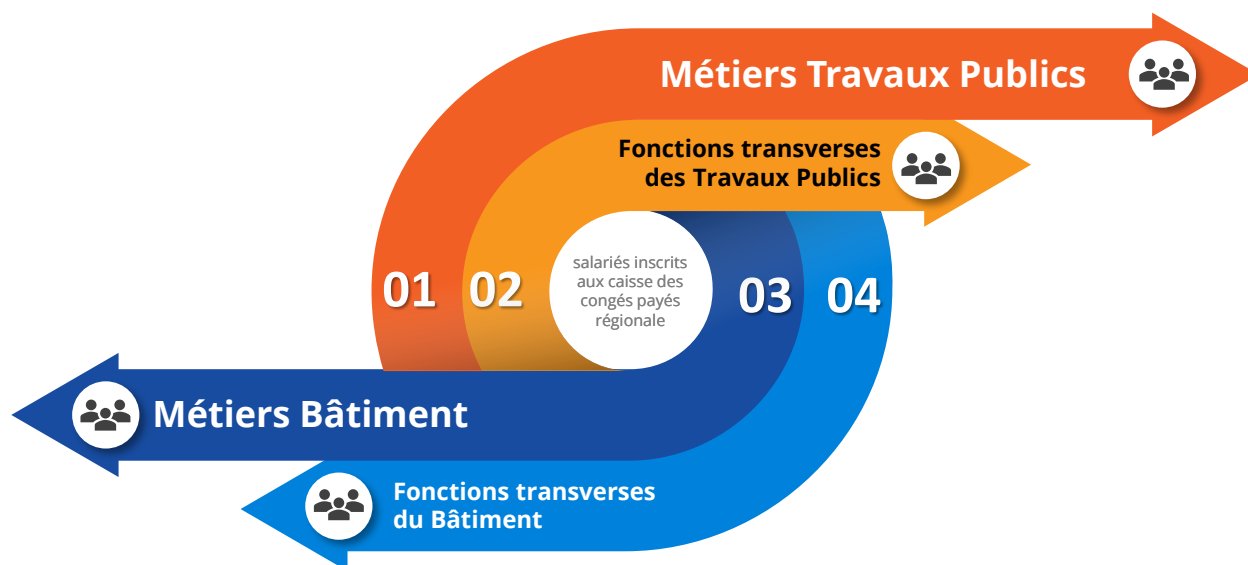 Métiers Travaux Publics
Fonctions transverses
des Travaux Publics
salariés inscrits
aux caisse des
congés payés
régionale
01
02
03
04
Métiers Bâtiment
Fonctions transverses
du Bâtiment